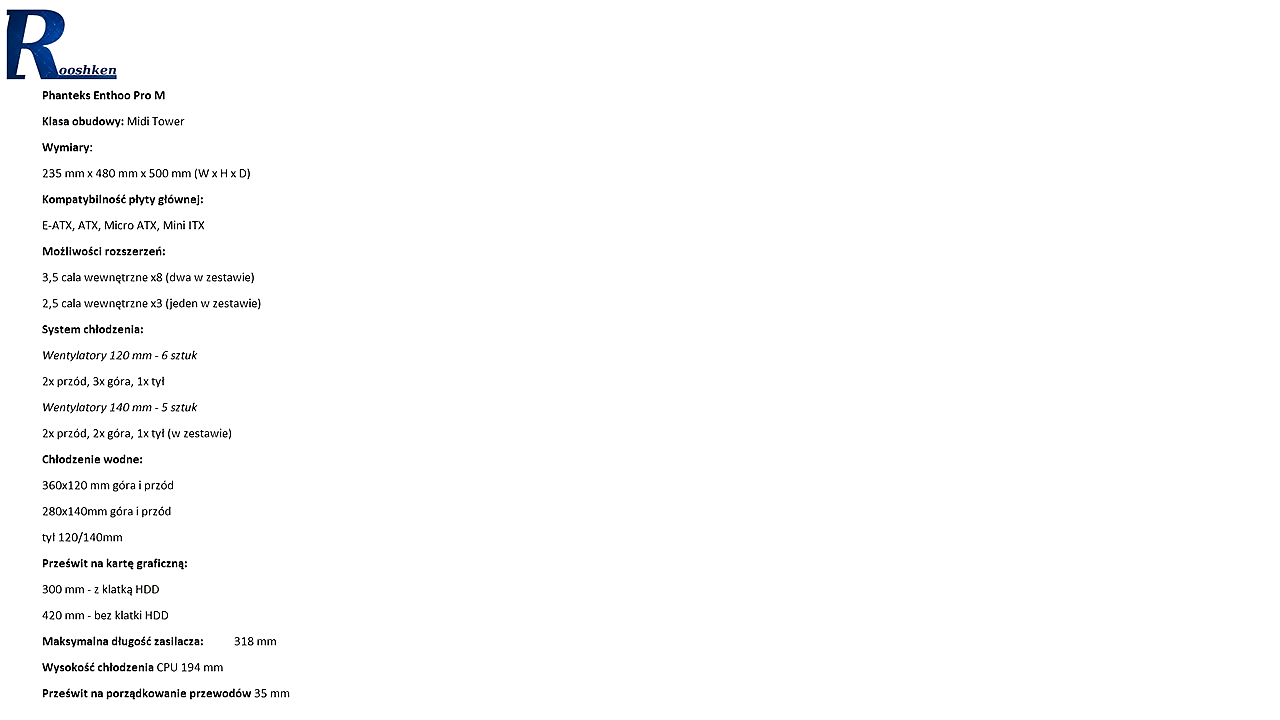 Rooshken
Phanteks Enthoo Pro M
Klasa obudowy: Midi Tower
Wymiary:
235 mm x 480 mm x 500 mm (W x H x D)
Kompatybilność płyty głównej:
E-ATX, ATX, Micro ATX, Mini ITX
Możliwości rozszerzeń:
3,5 cala wewnętrzne x8 (dwa w zestawie)
2,5 cala wewnętrzne x3 (jeden w zestawie)
System chłodzenia:
Wentylatory 120 mm - 6 sztuk
2x przód, 3x góra, 1x tył
Wentylatory 140 mm - 5 sztuk
2x przód, 2x góra, 1x tył (w zestawie)
Chłodzenie wodne:
360x120 mm góra i przód
280x140mm góra i przód
tył 120/140mm
Prześwit na kartę graficzną:
300 mm - z klatką HDD
420 mm - bez klatki HDD
Maksymalna długość zasilacza: 318 mm
Wysokość chłodzenia CPU 194 mm
Prześwit na porządkowanie przewodów 35 mm